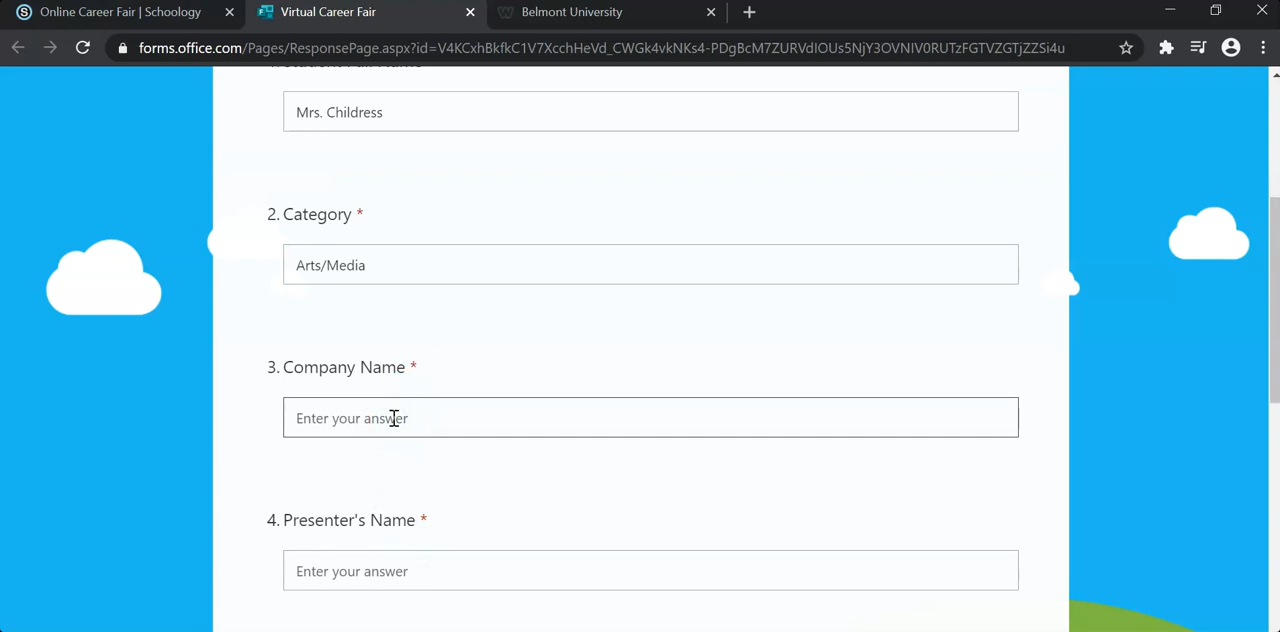 Online Career Fair | Schoology
Virtual Career Fair
Belmont University
forms.office.com/Pages/ResponsePage.aspx?id=V4KCxhBkfkC1V7XcchHeVd_CWGk4vkNKs4-PDgBcM7ZURVdIOUs5NjY3OVNIV0RUTzFGTVZGTjZZSi4u
Mrs. Childress
2. Category *
Arts/Media
3. Company Name *
Enter your answer
4. Presenter's Name *
Enter your answer